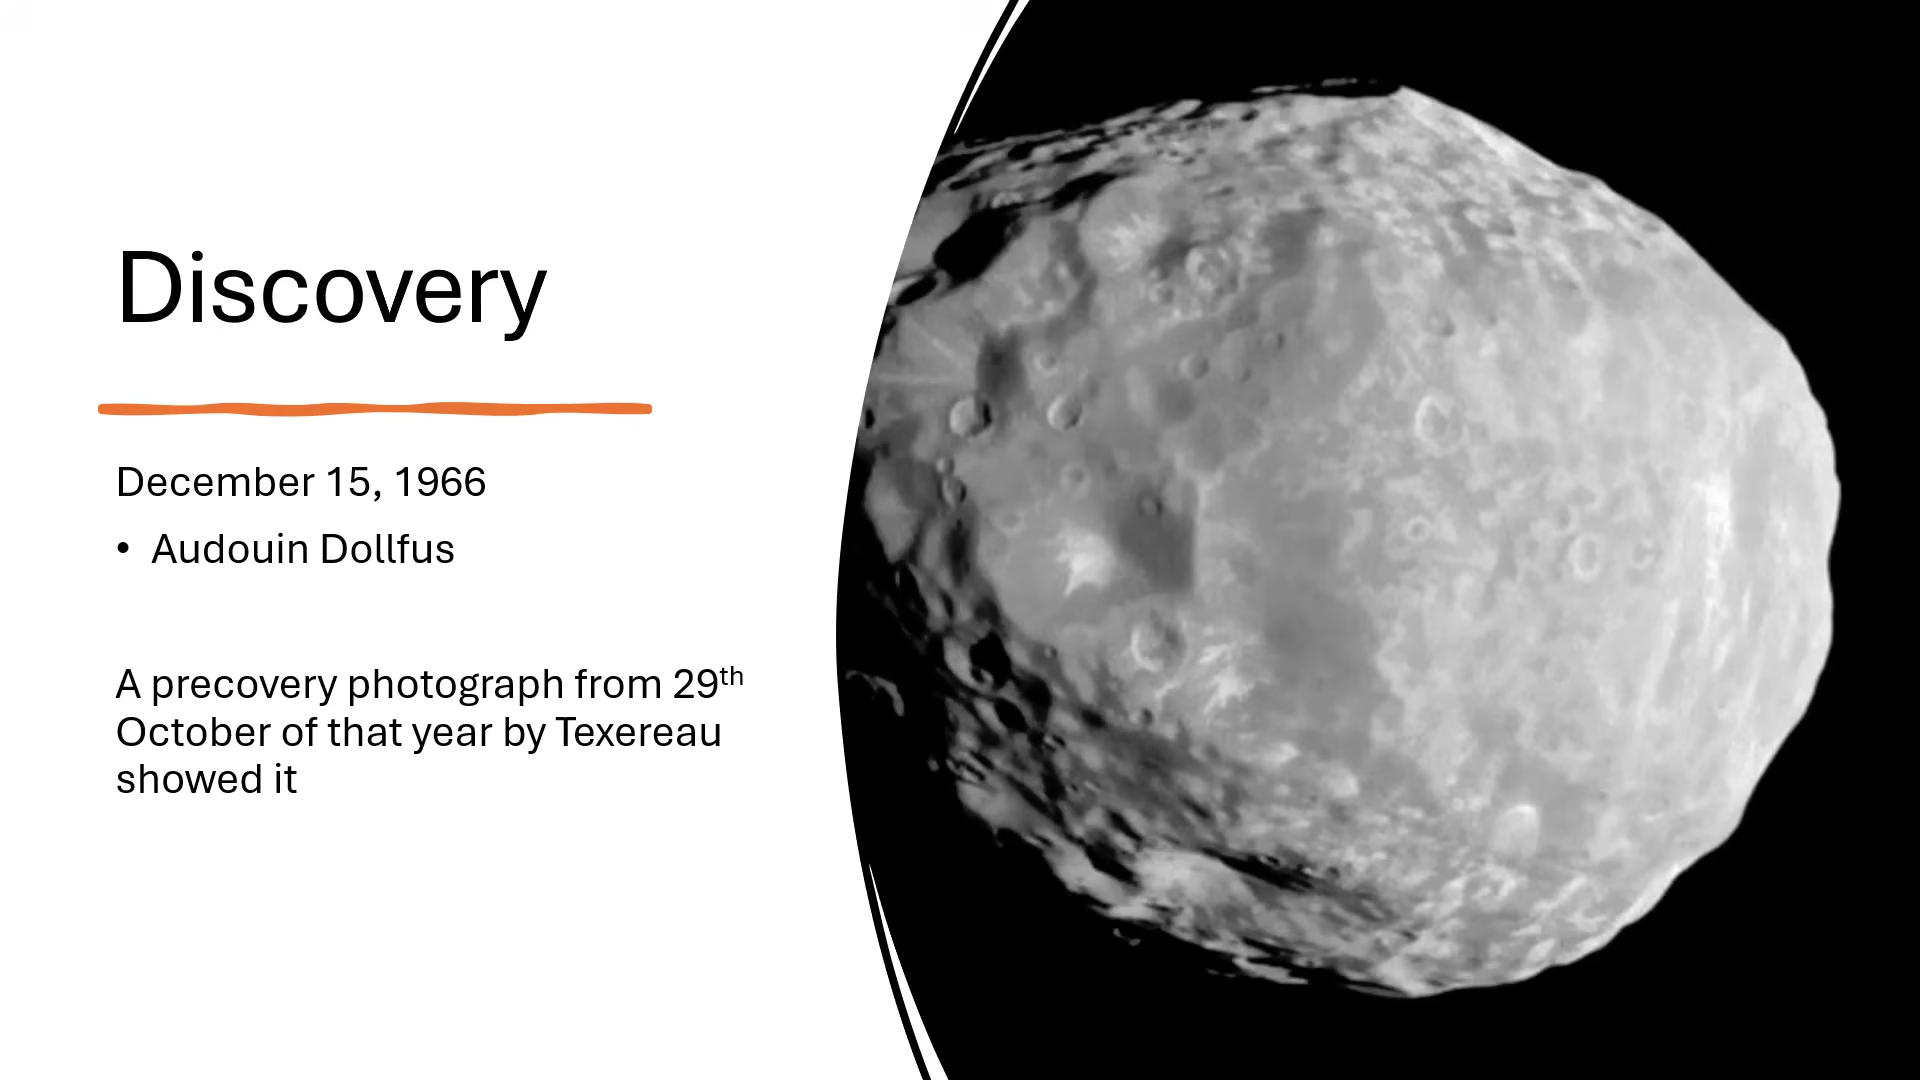 Discovery
December 15, 1966
• Audouin Dollfus
A precovery photograph from 29th
October of that year by Texereau
showed it